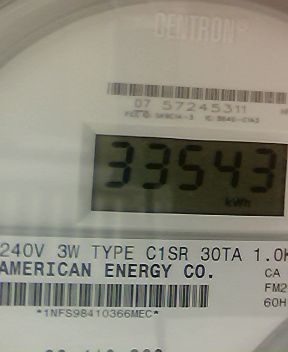 CENTRON®
07 57245311
33543
kWh
240V 3W TYPE C1SR 30TA 1.0K
AMERICAN ENERGY CO.
CA
FM2
60H
*1NFS98410366MEC*